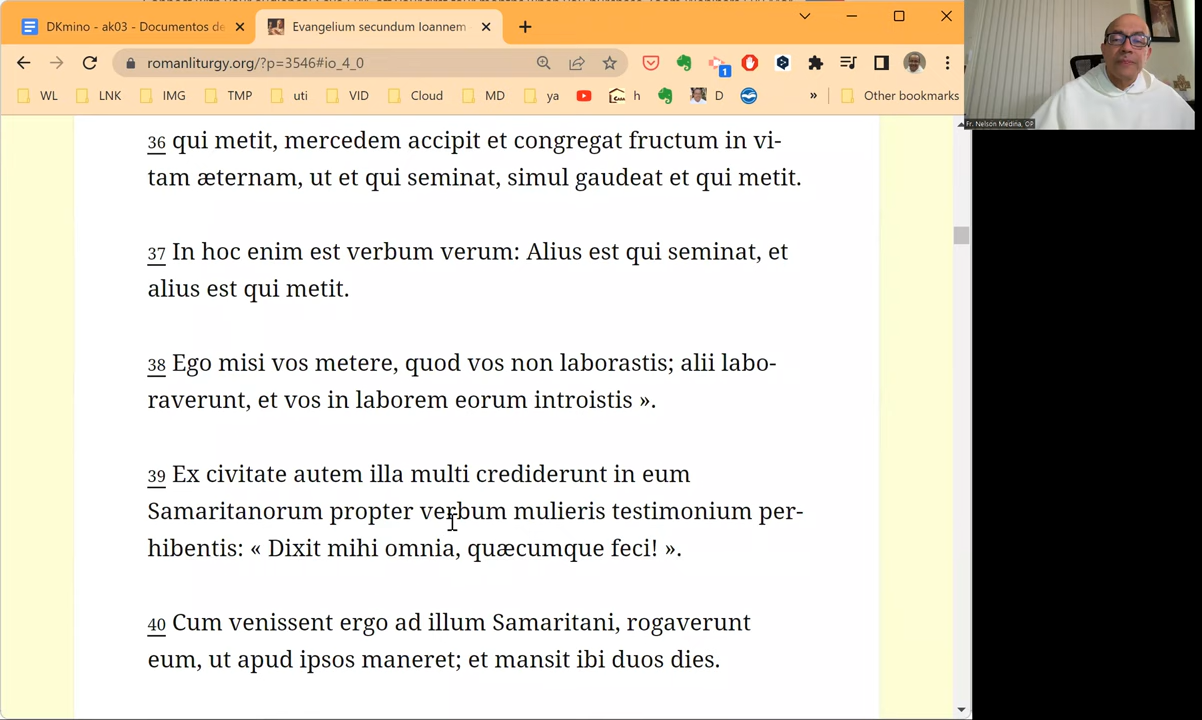 DKmino - ak03 - Documentos de
Evangelium secundum Ioannem
romanliturgy.org/?p=3546#io_4_0
1
WL LNK IMG TMP uti VID Cloud MD ya h D » Other bookmarks
Fr. Nelson Medina, OP
36 qui metit, mercedem accipit et congregat fructum in vi-
tam æternam, ut et qui seminat, simul gaudeat et qui metit.
37 In hoc enim est verbum verum: Alius est qui seminat, et
alius est qui metit.
38 Ego misi vos metere, quod vos non laborastis; alii labo-
raverunt, et vos in laborem eorum introistis ».
39 Ex civitate autem illa multi crediderunt in eum
Samaritanorum propter verbum mulieris testimonium per-
hibentis: « Dixit mihi omnia, quæcumque feci! ».
40 Cum venissent ergo ad illum Samaritani, rogaverunt
eum, ut apud ipsos maneret; et mansit ibi duos dies.